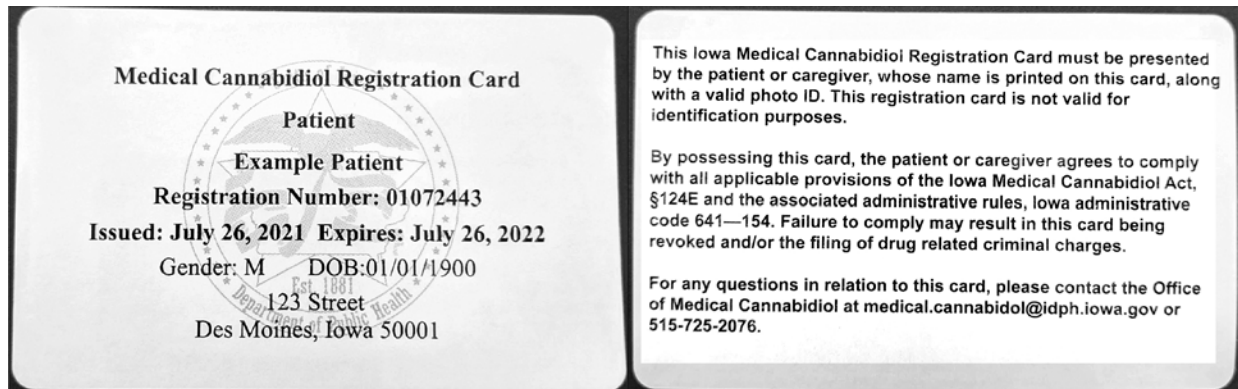 Medical Cannabidiol Registration Card
Patient
Example Patient
Registration Number: 01072443
Issued: July 26, 2021 Expires: July 26, 2022
Gender: M DOB:01/01/1900
Est. 1881
123 Street
Department of Public Health
Des Moines, Iowa 50001
This Iowa Medical Cannabidiol Registration Card must be presented
by the patient or caregiver, whose name is printed on this card, along
with a valid photo ID. This registration card is not valid for
identification purposes.
By possessing this card, the patient or caregiver agrees to comply
with all applicable provisions of the Iowa Medical Cannabidiol Act,
§124E and the associated administrative rules, Iowa administrative
code 641—154. Failure to comply may result in this card being
revoked and/or the filing of drug related criminal charges.
For any questions in relation to this card, please contact the Office
of Medical Cannabidiol at medical.cannabidol@idph.iowa.gov or
515-725-2076.